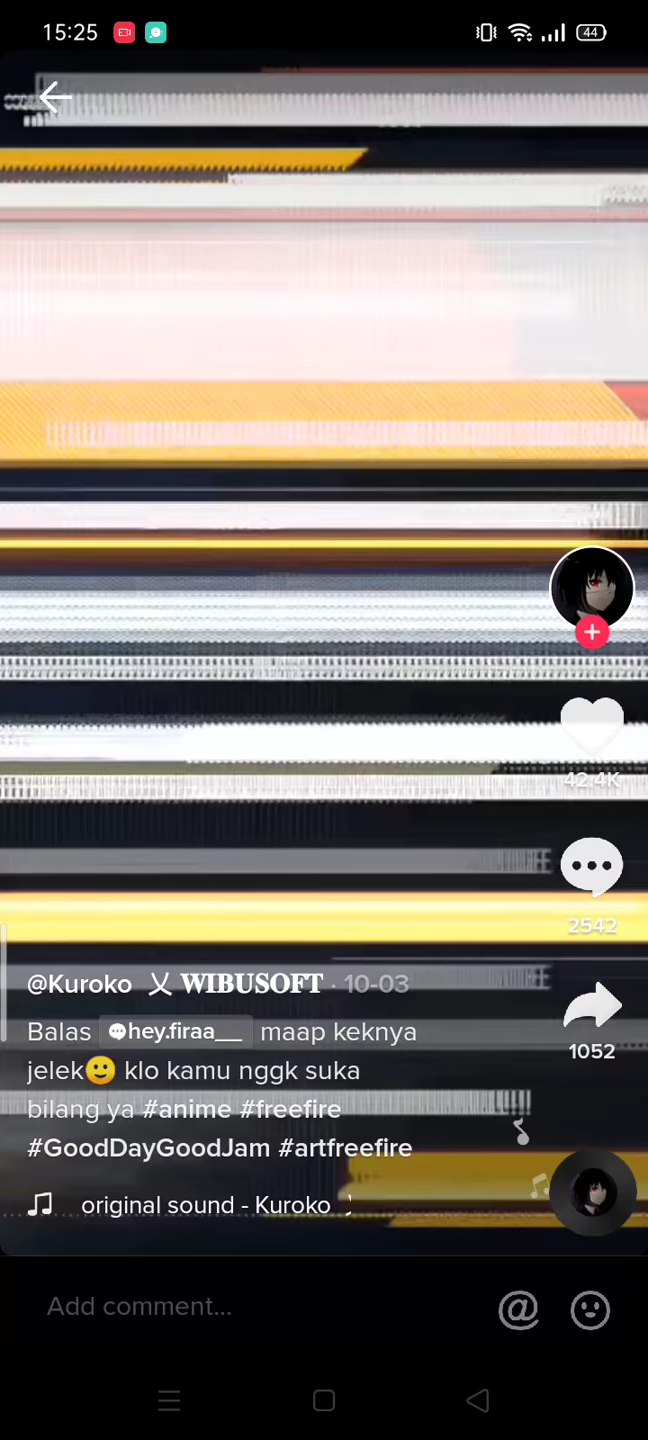 15:25
44
42.4K
2542
@Kuroko 乂 𝐖𝐈𝐁𝐔𝐒𝐎𝐅𝐓 · 10-03
Balas 💬hey.firaa__ maap keknya
jelek🙂 klo kamu nggk suka
bilang ya #anime #freefire
1052
#GoodDayGoodJam #artfreefire
original sound - Kuroko
Add comment...